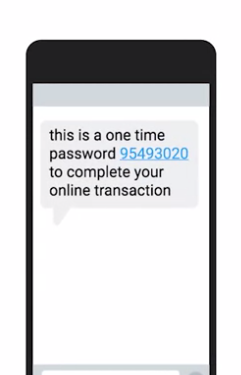 this is a one time
password 95493020
to complete your
online transaction